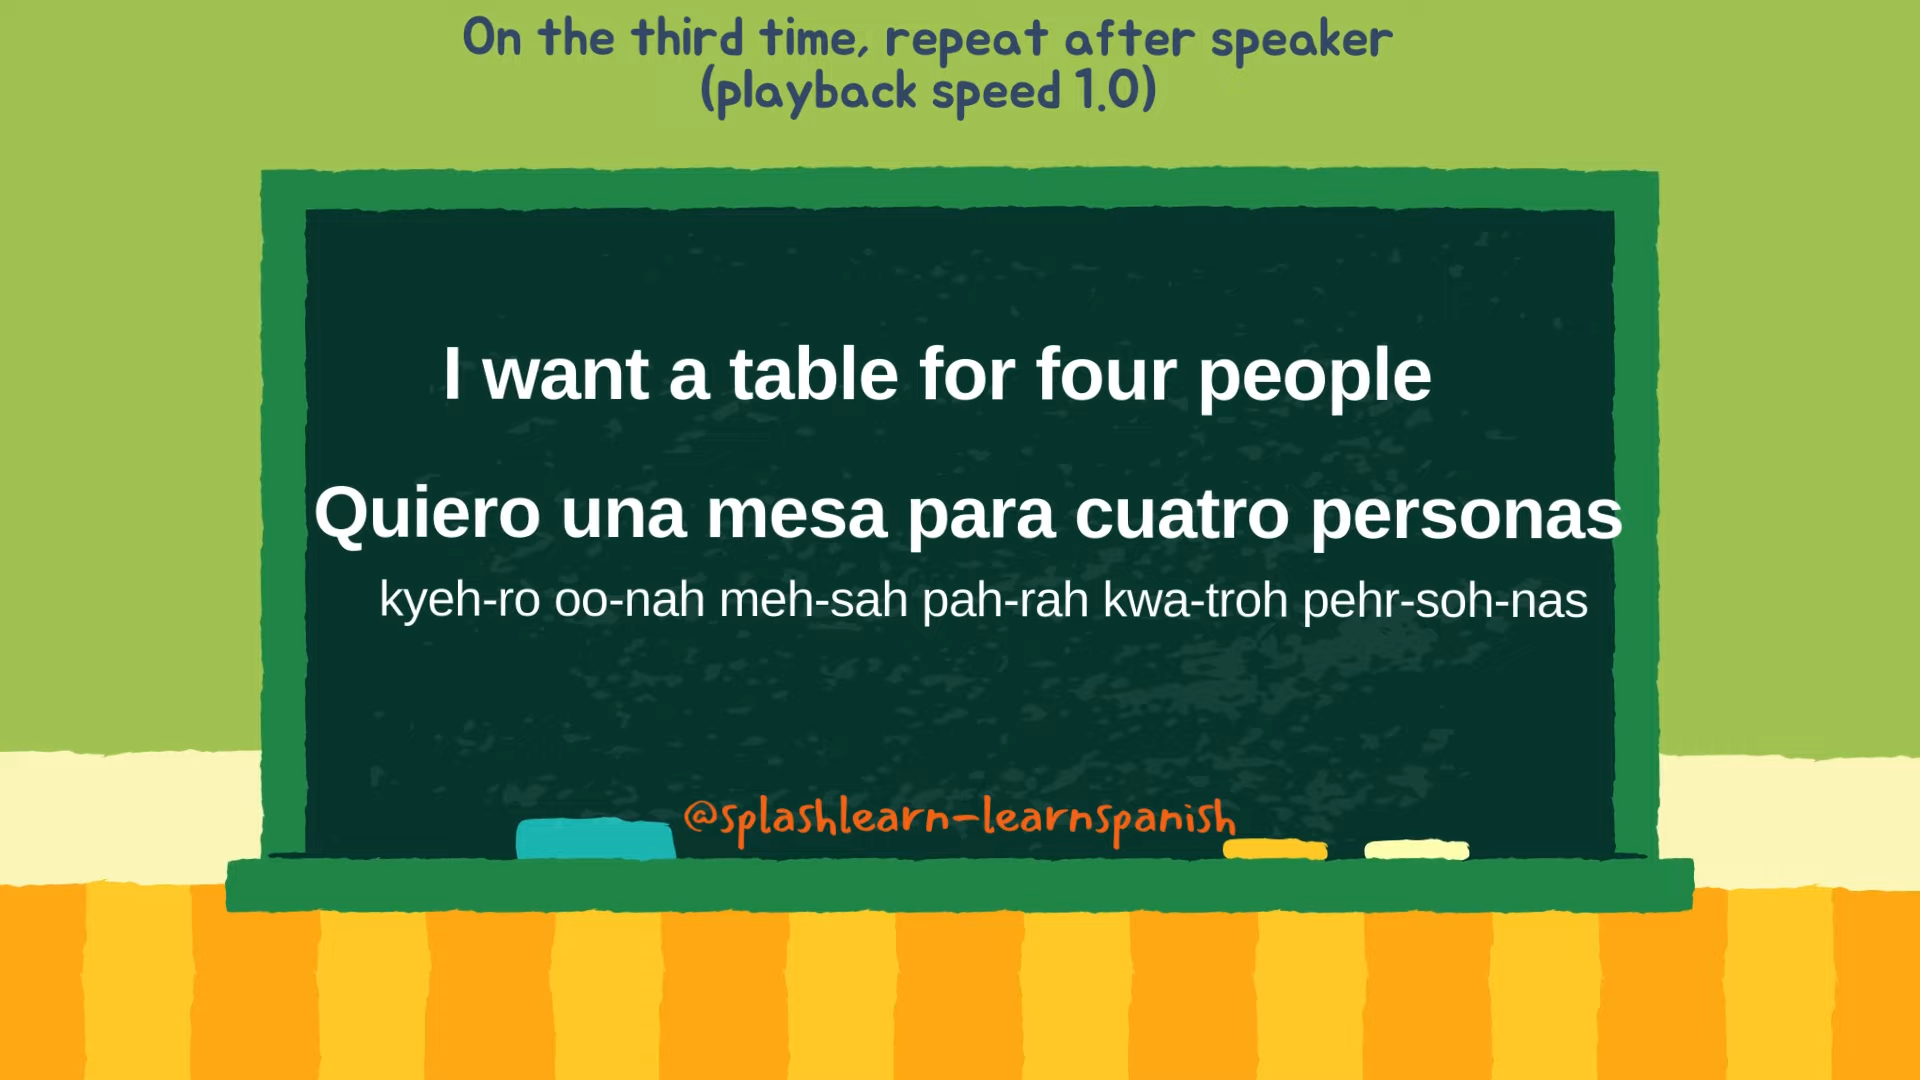 On the third time, repeat after speaker
(playback speed 1.0)
I want a table for four people
Quiero una mesa para cuatro personas
kyeh-ro oo-nah meh-sah pah-rah kwa-troh pehr-soh-nas
@splashlearn-learnspanish